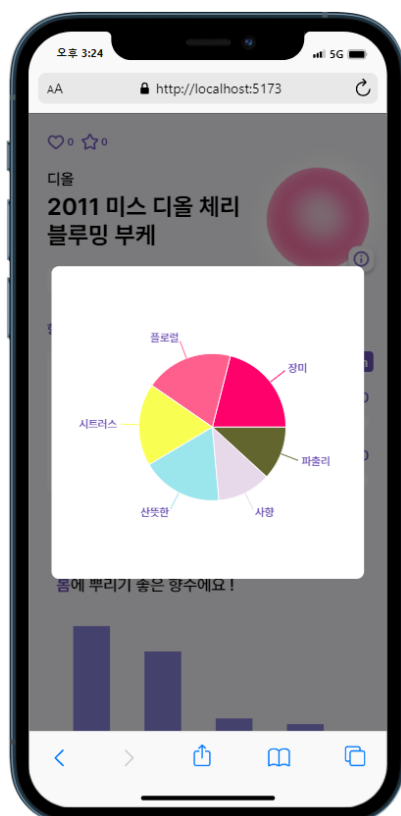 오후 3:24
5G
AA
http://localhost:5173
0 0
디올
2011 미스 디올 체리
블루밍 부케
플로럴
장미
시트러스
파출리
산뜻한
사향
봄에 뿌리기 좋은 향수에요 !